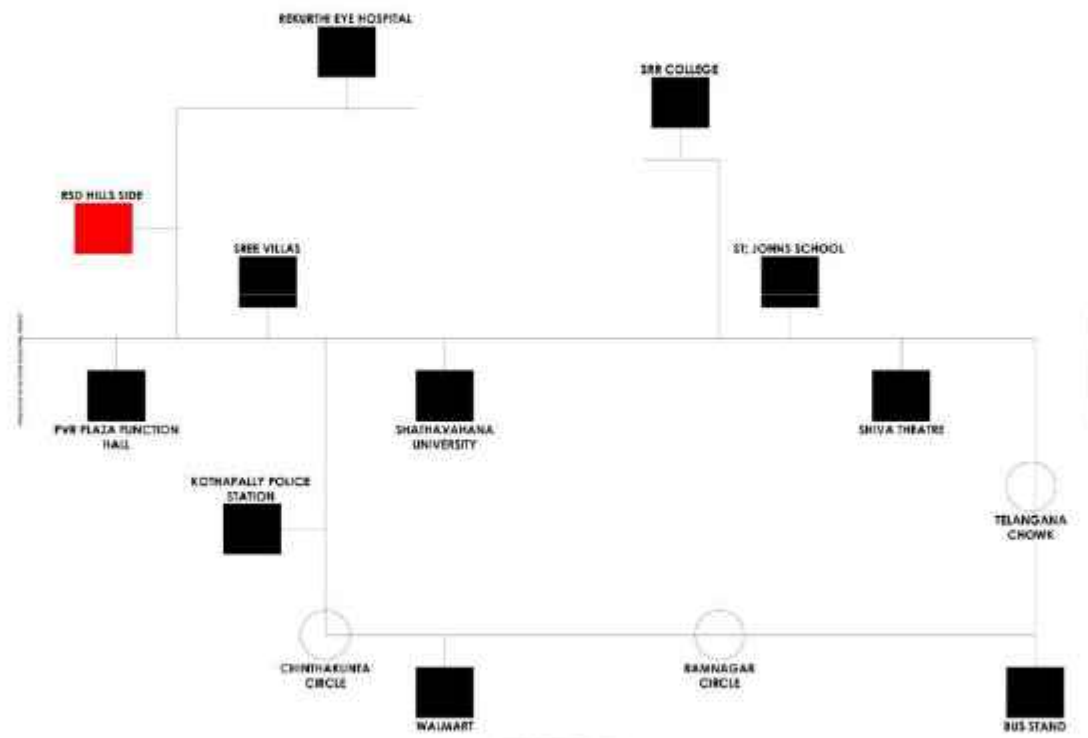 REKURTHI EYE HOSPITAL
SRR COLLEGE
RSD HILLS SIDE
SREE VILLAS
ST; JOHNS SCHOOL
PVR PLAZA FUNCTION
HALL
SHATHAVAHANA
UNIVERSITY
SHIVA THEATRE
KOTHAPALLY POLICE
STATION
TELANGANA
CHOWK
CHINTHAKUNTA
CIRCLE
RAMNAGAR
CIRCLE
WALMART
BUS STAND